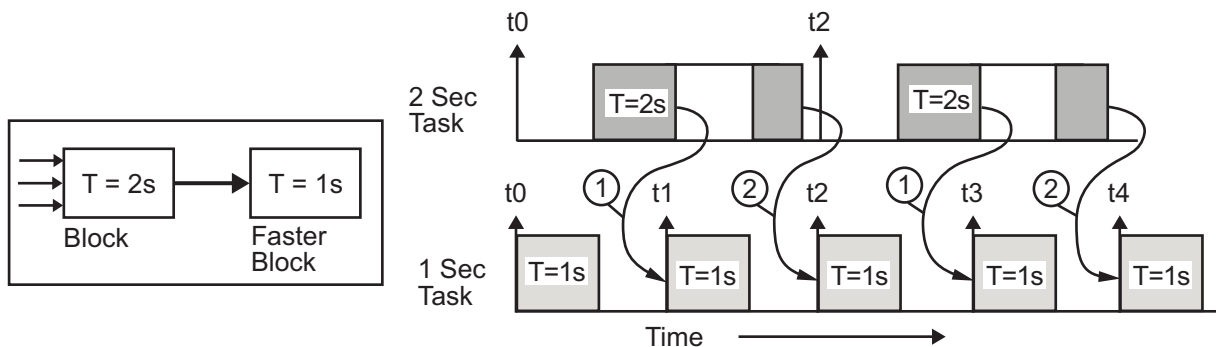 T = 2s
T = 1s
Block
Faster
Block
t0
t2
2 Sec
Task
T=2s
T=2s
1
2
1
2
t0
t1
t2
t3
t4
1 Sec
Task
T=1s
T=1s
T=1s
T=1s
T=1s
Time